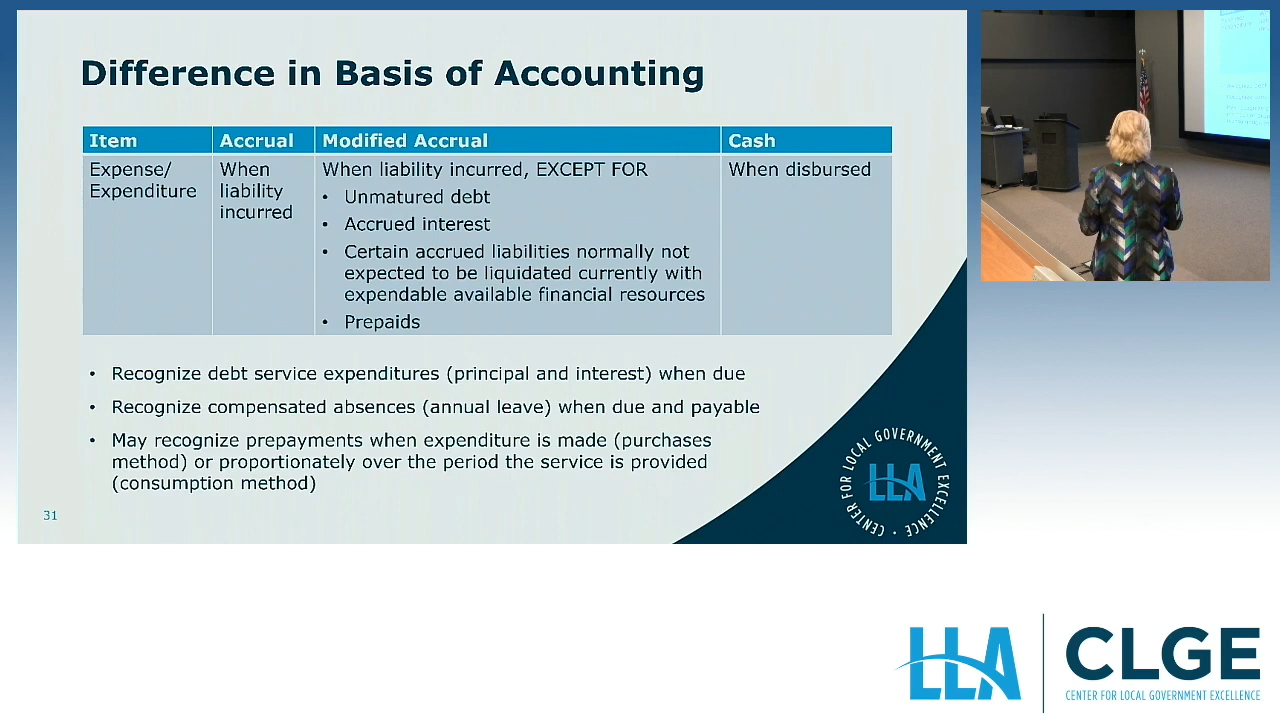 Difference in Basis of Accounting
Item Accrual Modified Accrual Cash
Expense/
Expenditure
When
liability
incurred
When liability incurred, EXCEPT FOR
• Unmatured debt
• Accrued interest
• Certain accrued liabilities normally not
expected to be liquidated currently with
expendable available financial resources
• Prepaids
When disbursed
• Recognize debt service expenditures (principal and interest) when due
• Recognize compensated absences (annual leave) when due and payable
• May recognize prepayments when expenditure is made (purchases
method) or proportionately over the period the service is provided
(consumption method)
31
CENTER FOR LOCAL GOVERNMENT EXCELLENCE •
LLA
LLA
CLGE
CENTER FOR LOCAL GOVERNMENT EXCELLENCE